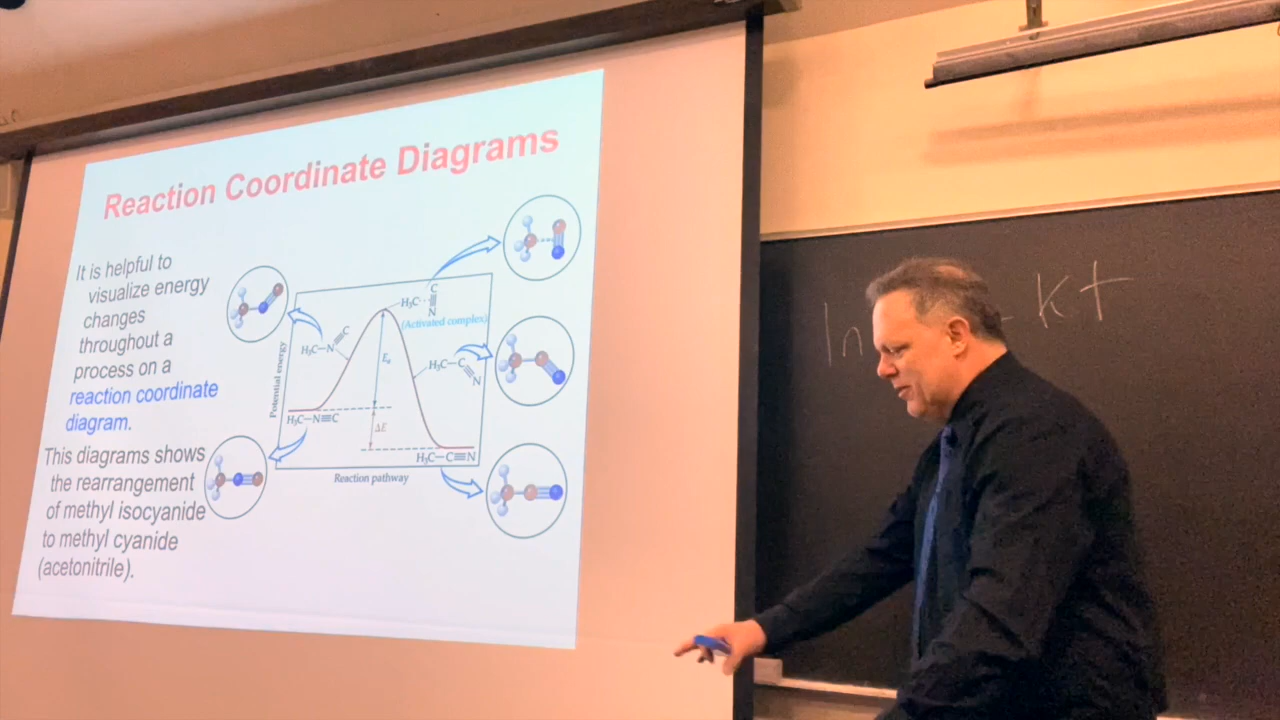 Reaction Coordinate Diagrams
It is helpful to
visualize energy
changes
throughout a
process on a
reaction coordinate
diagram.
This diagrams shows
the rearrangement
of methyl isocyanide
to methyl cyanide
(acetonitrile).
Potential energy
H₃C—N≡C
H₃C—N≡C
H₃C···C≡N
(Activated complex)
Eₐ
H₃C—C≡N
ΔE
H₃C—C≡N
Reaction pathway
ln
- kt